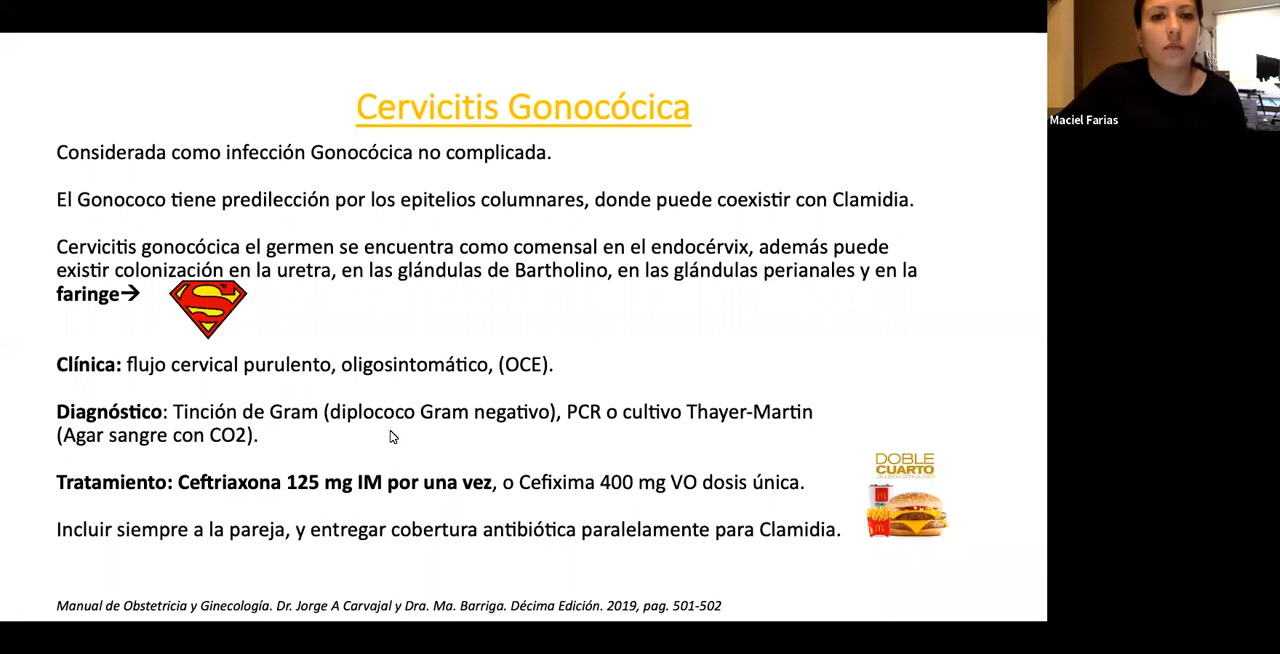 Cervicitis Gonocócica
Considerada como infección Gonocócica no complicada.
El Gonococo tiene predilección por los epitelios columnares, donde puede coexistir con Clamidia.
Cervicitis gonocócica el germen se encuentra como comensal en el endocérvix, además puede
existir colonización en la uretra, en las glándulas de Bartholino, en las glándulas perianales y en la
faringe→
Clínica: flujo cervical purulento, oligosintomático, (OCE).
Diagnóstico: Tinción de Gram (diplococo Gram negativo), PCR o cultivo Thayer-Martin
(Agar sangre con CO2).
DOBLE
CUARTO
Tratamiento: Ceftriaxona 125 mg IM por una vez, o Cefixima 400 mg VO dosis única.
Incluir siempre a la pareja, y entregar cobertura antibiótica paralelamente para Clamidia.
Manual de Obstetricia y Ginecología. Dr. Jorge A Carvajal y Dra. Ma. Barriga. Décima Edición. 2019, pag. 501-502
Maciel Farias